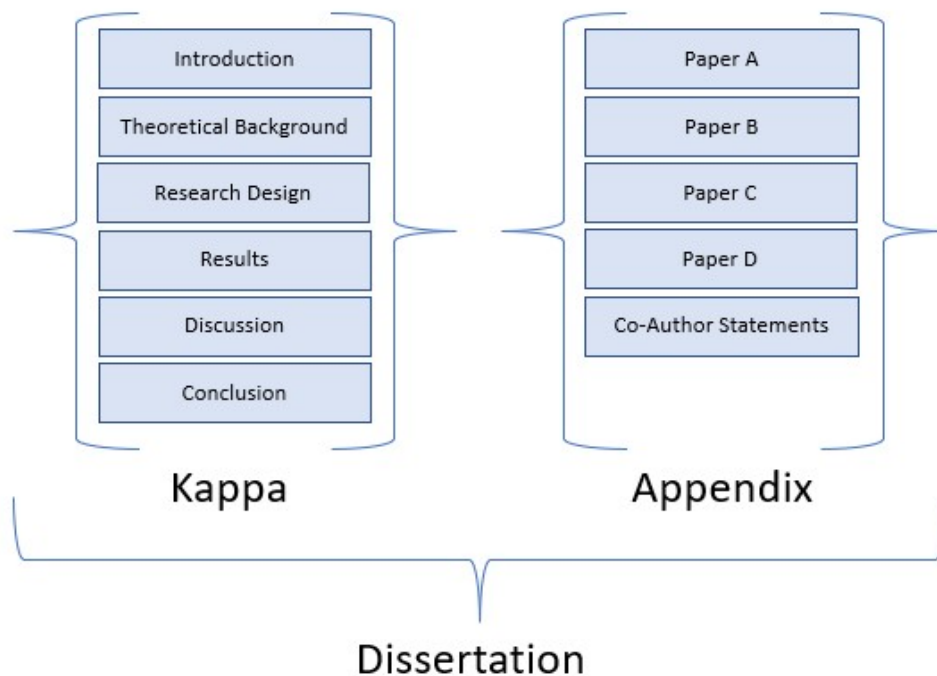 Introduction
Theoretical Background
Research Design
Results
Discussion
Conclusion
Kappa
Paper A
Paper B
Paper C
Paper D
Co-Author Statements
Appendix
Dissertation